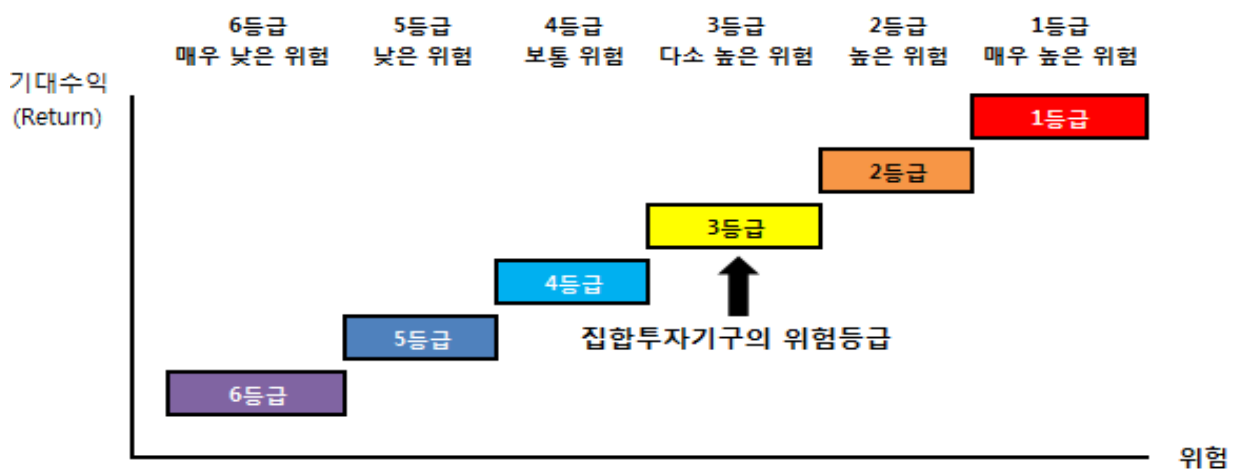 6등급 5등급 4등급 3등급 2등급 1등급
매우 낮은 위험 낮은 위험 보통 위험 다소 높은 위험 높은 위험 매우 높은 위험
기대수익
(Return)
1등급
2등급
3등급
4등급
5등급
집합투자기구의 위험등급
6등급
위험